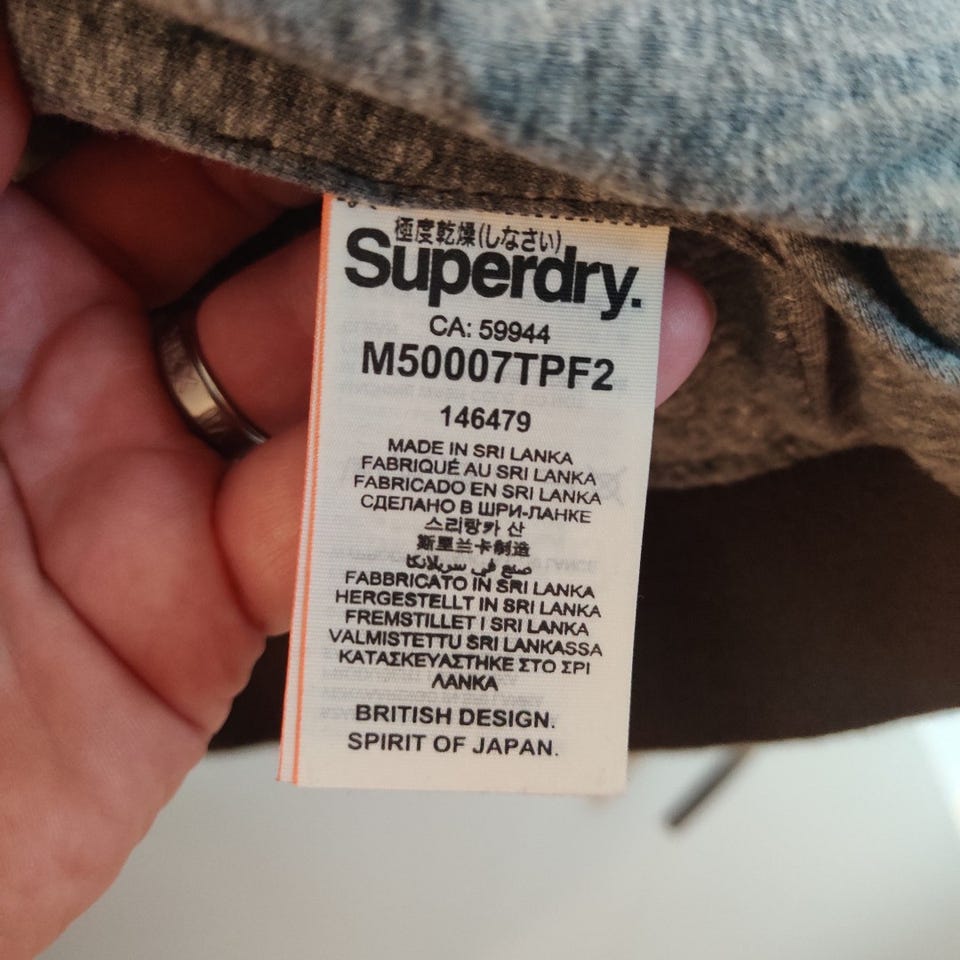 極度乾燥(しなさい)
Superdry.
CA: 59944
M50007TPF2
146479
MADE IN SRI LANKA
FABRIQUÉ AU SRI LANKA
FABRICADO EN SRI LANKA
СДЕЛАНО В ШРИ-ЛАНКЕ
스리랑카 산
斯里兰卡制造
صنع في سريلانكا
FABBRICATO IN SRI LANKA
HERGESTELLT IN SRI LANKA
FREMSTILLET I SRI LANKA
VALMISTETTU SRI LANKASSA
ΚΑΤΑΣΚΕΥΑΣΤΗΚΕ ΣΤΟ ΣΡΙ
ΛΑΝΚΑ
BRITISH DESIGN.
SPIRIT OF JAPAN.